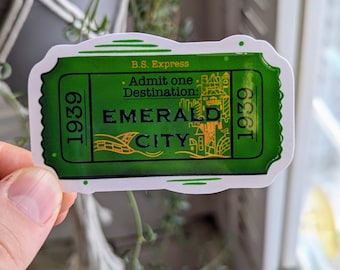 B.S. Express
Admit one
Destination:
EMERALD
CITY
1939
1939